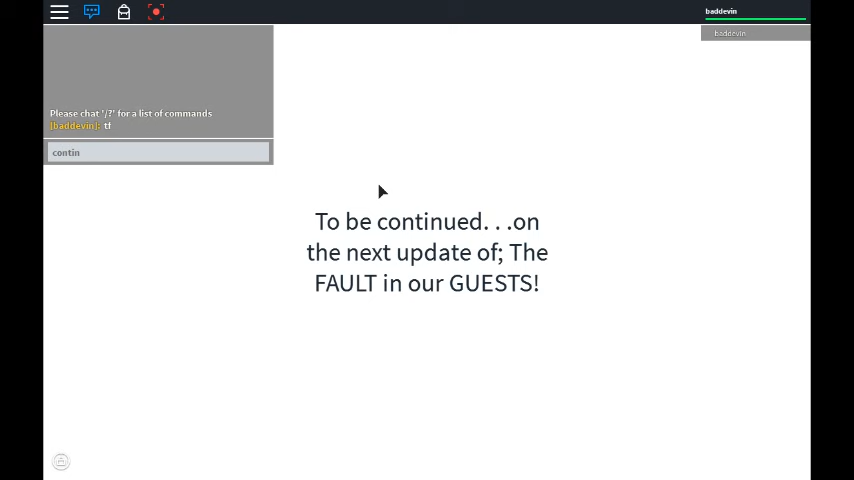 baddevin
baddevin
Please chat '/?' for a list of commands
[baddevin]: tf
contin
To be continued. . .on
the next update of; The
FAULT in our GUESTS!